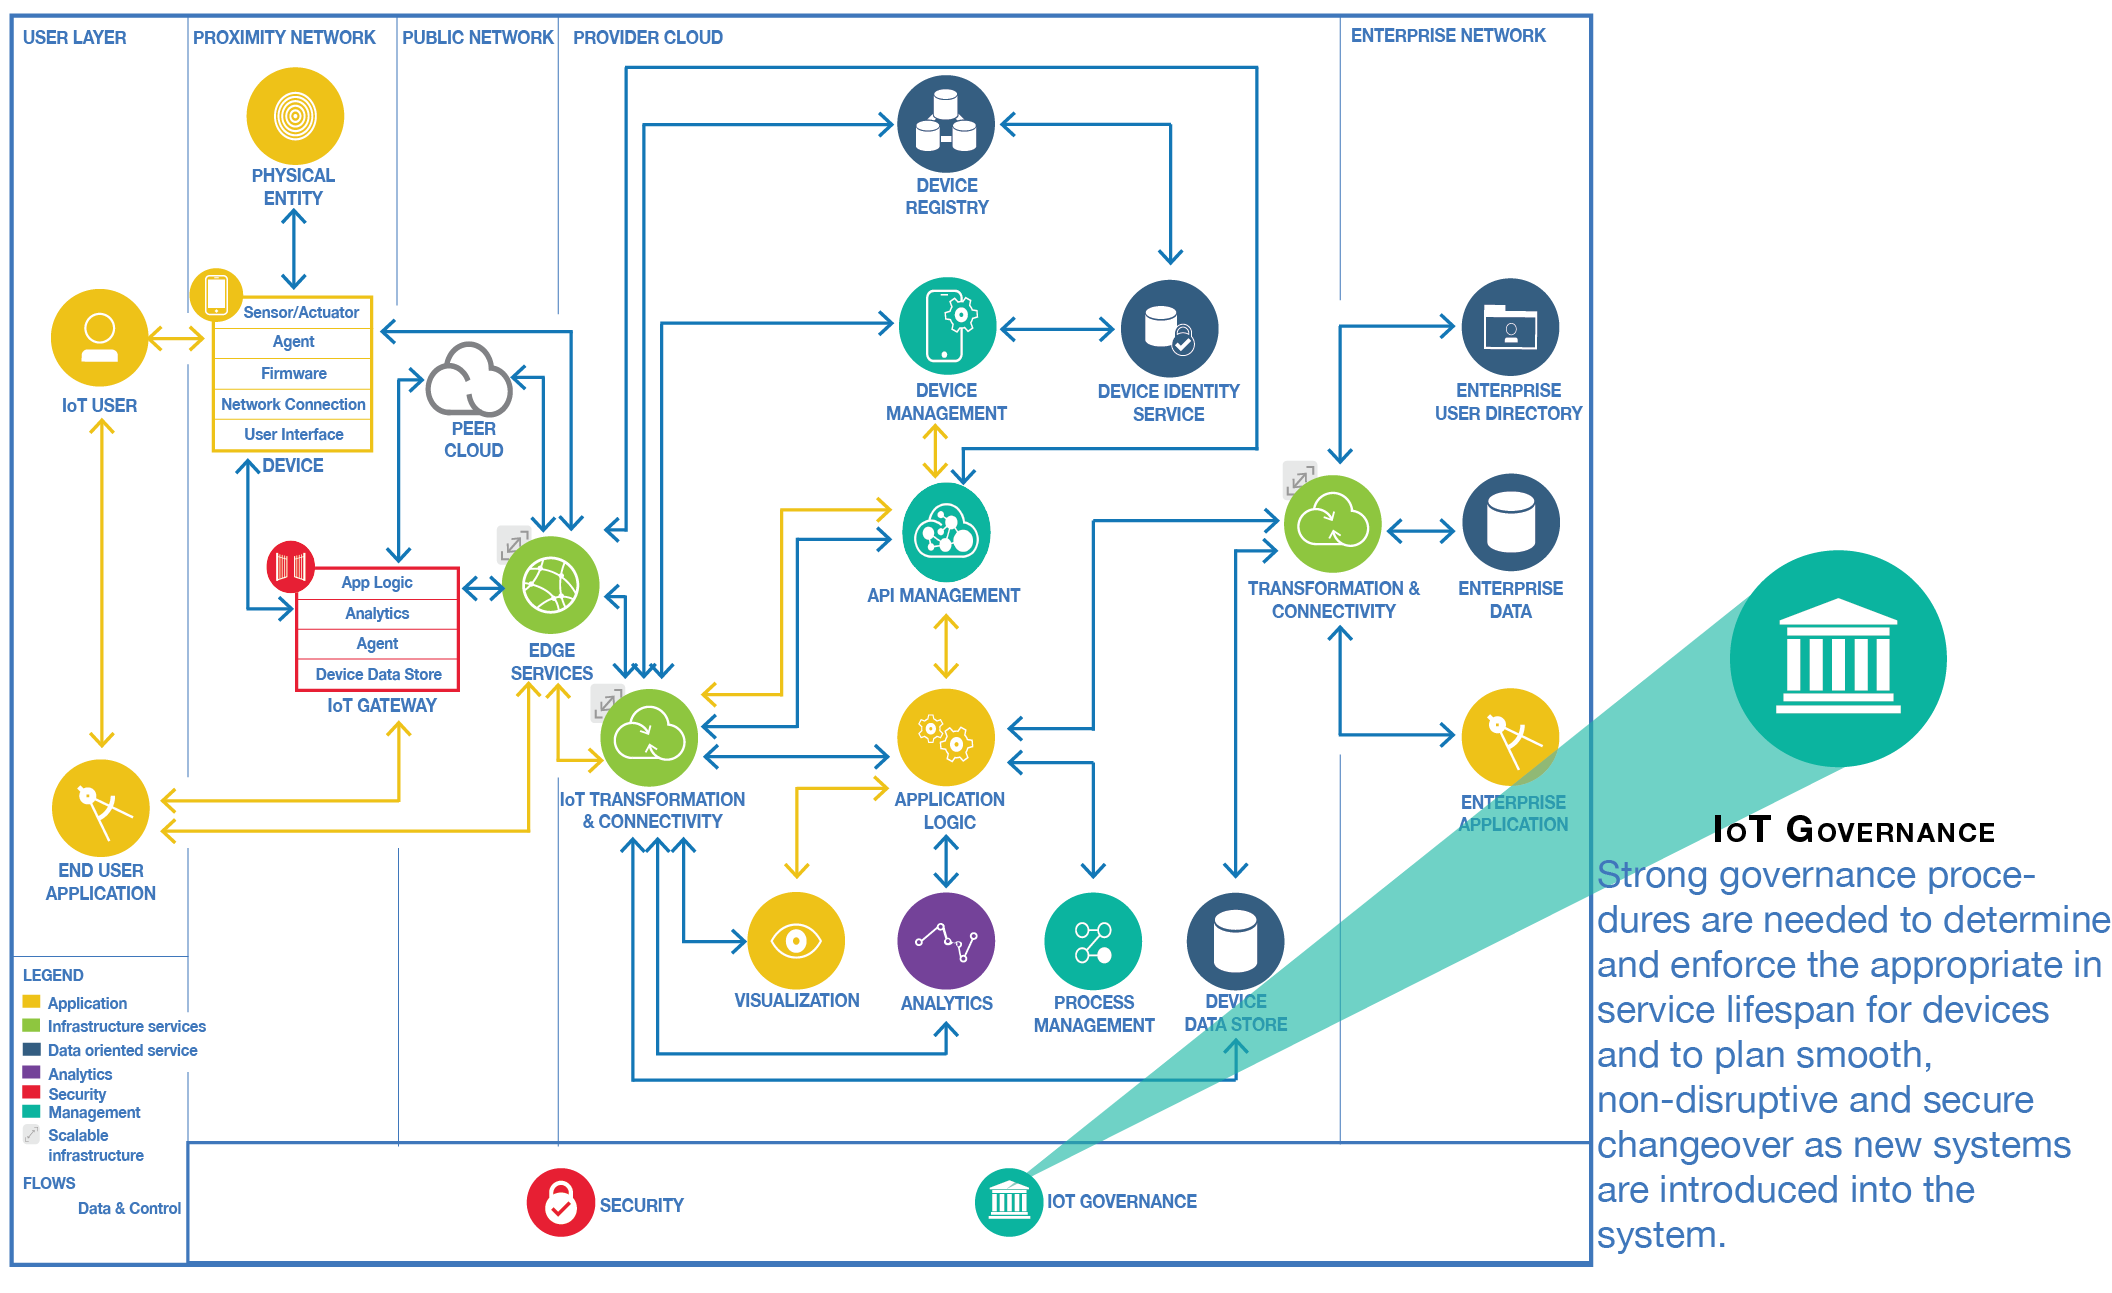 USER LAYER
PROXIMITY NETWORK
PUBLIC NETWORK
PROVIDER CLOUD
ENTERPRISE NETWORK
PHYSICAL
ENTITY
IoT USER
Sensor/Actuator
Agent
Firmware
Network Connection
User Interface
DEVICE
PEER
CLOUD
App Logic
Analytics
Agent
Device Data Store
IoT GATEWAY
END USER
APPLICATION
EDGE
SERVICES
IoT TRANSFORMATION
& CONNECTIVITY
DEVICE
REGISTRY
DEVICE
MANAGEMENT
DEVICE IDENTITY
SERVICE
API MANAGEMENT
APPLICATION
LOGIC
VISUALIZATION
ANALYTICS
PROCESS
MANAGEMENT
DEVICE
DATA STORE
TRANSFORMATION &
CONNECTIVITY
ENTERPRISE
USER DIRECTORY
ENTERPRISE
DATA
ENTERPRISE
APPLICATION
LEGEND
Application
Infrastructure services
Data oriented service
Analytics
Security
Management
Scalable
infrastructure
FLOWS
Data & Control
SECURITY
IOT GOVERNANCE
IoT Governance
Strong governance proce-
dures are needed to determine
and enforce the appropriate in
service lifespan for devices
and to plan smooth,
non-disruptive and secure
changeover as new systems
are introduced into the
system.